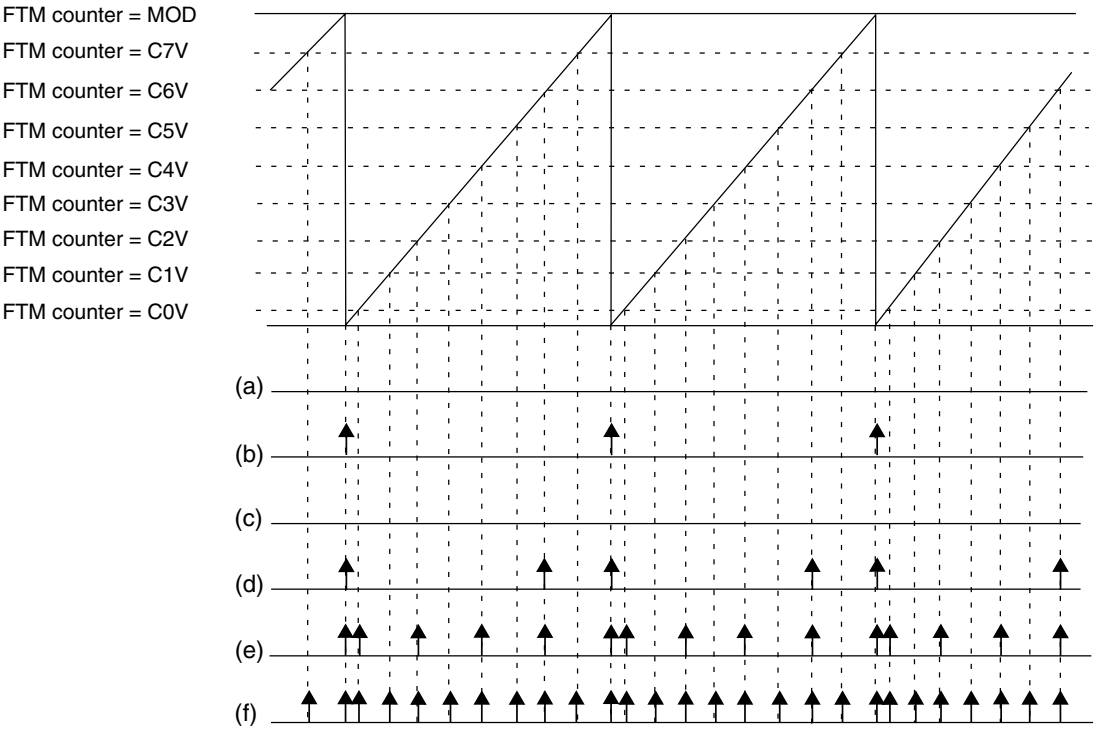 FTM counter = MOD
FTM counter = C7V
FTM counter = C6V
FTM counter = C5V
FTM counter = C4V
FTM counter = C3V
FTM counter = C2V
FTM counter = C1V
FTM counter = C0V
(a)
(b)
(c)
(d)
(e)
(f)